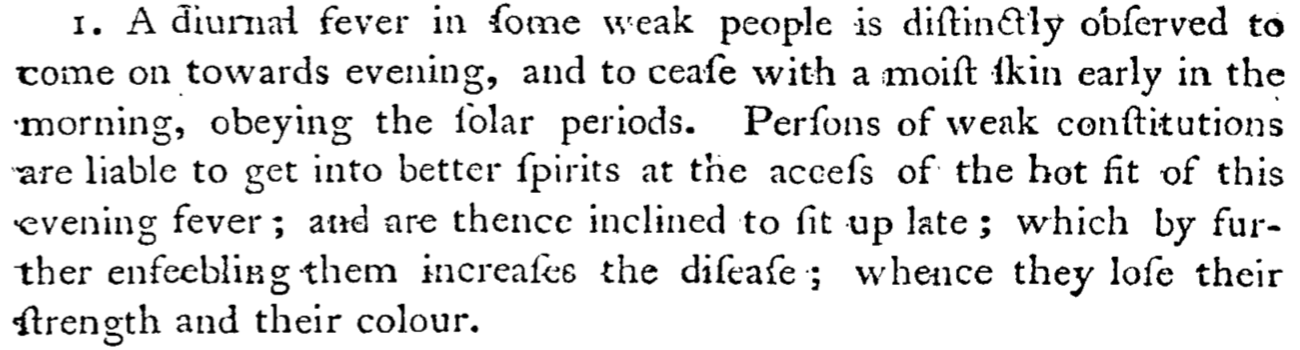 1. A diurnal fever in ſome weak people is diſtinctly obſerved to
come on towards evening, and to ceaſe with a moiſt ſkin early in the
morning, obeying the ſolar periods. Perſons of weak conſtitutions
are liable to get into better ſpirits at the acceſs of the hot fit of this
evening fever; and are thence inclined to ſit up late; which by fur-
ther enfeebling them increaſes the diſeaſe; whence they loſe their
ſtrength and their colour.